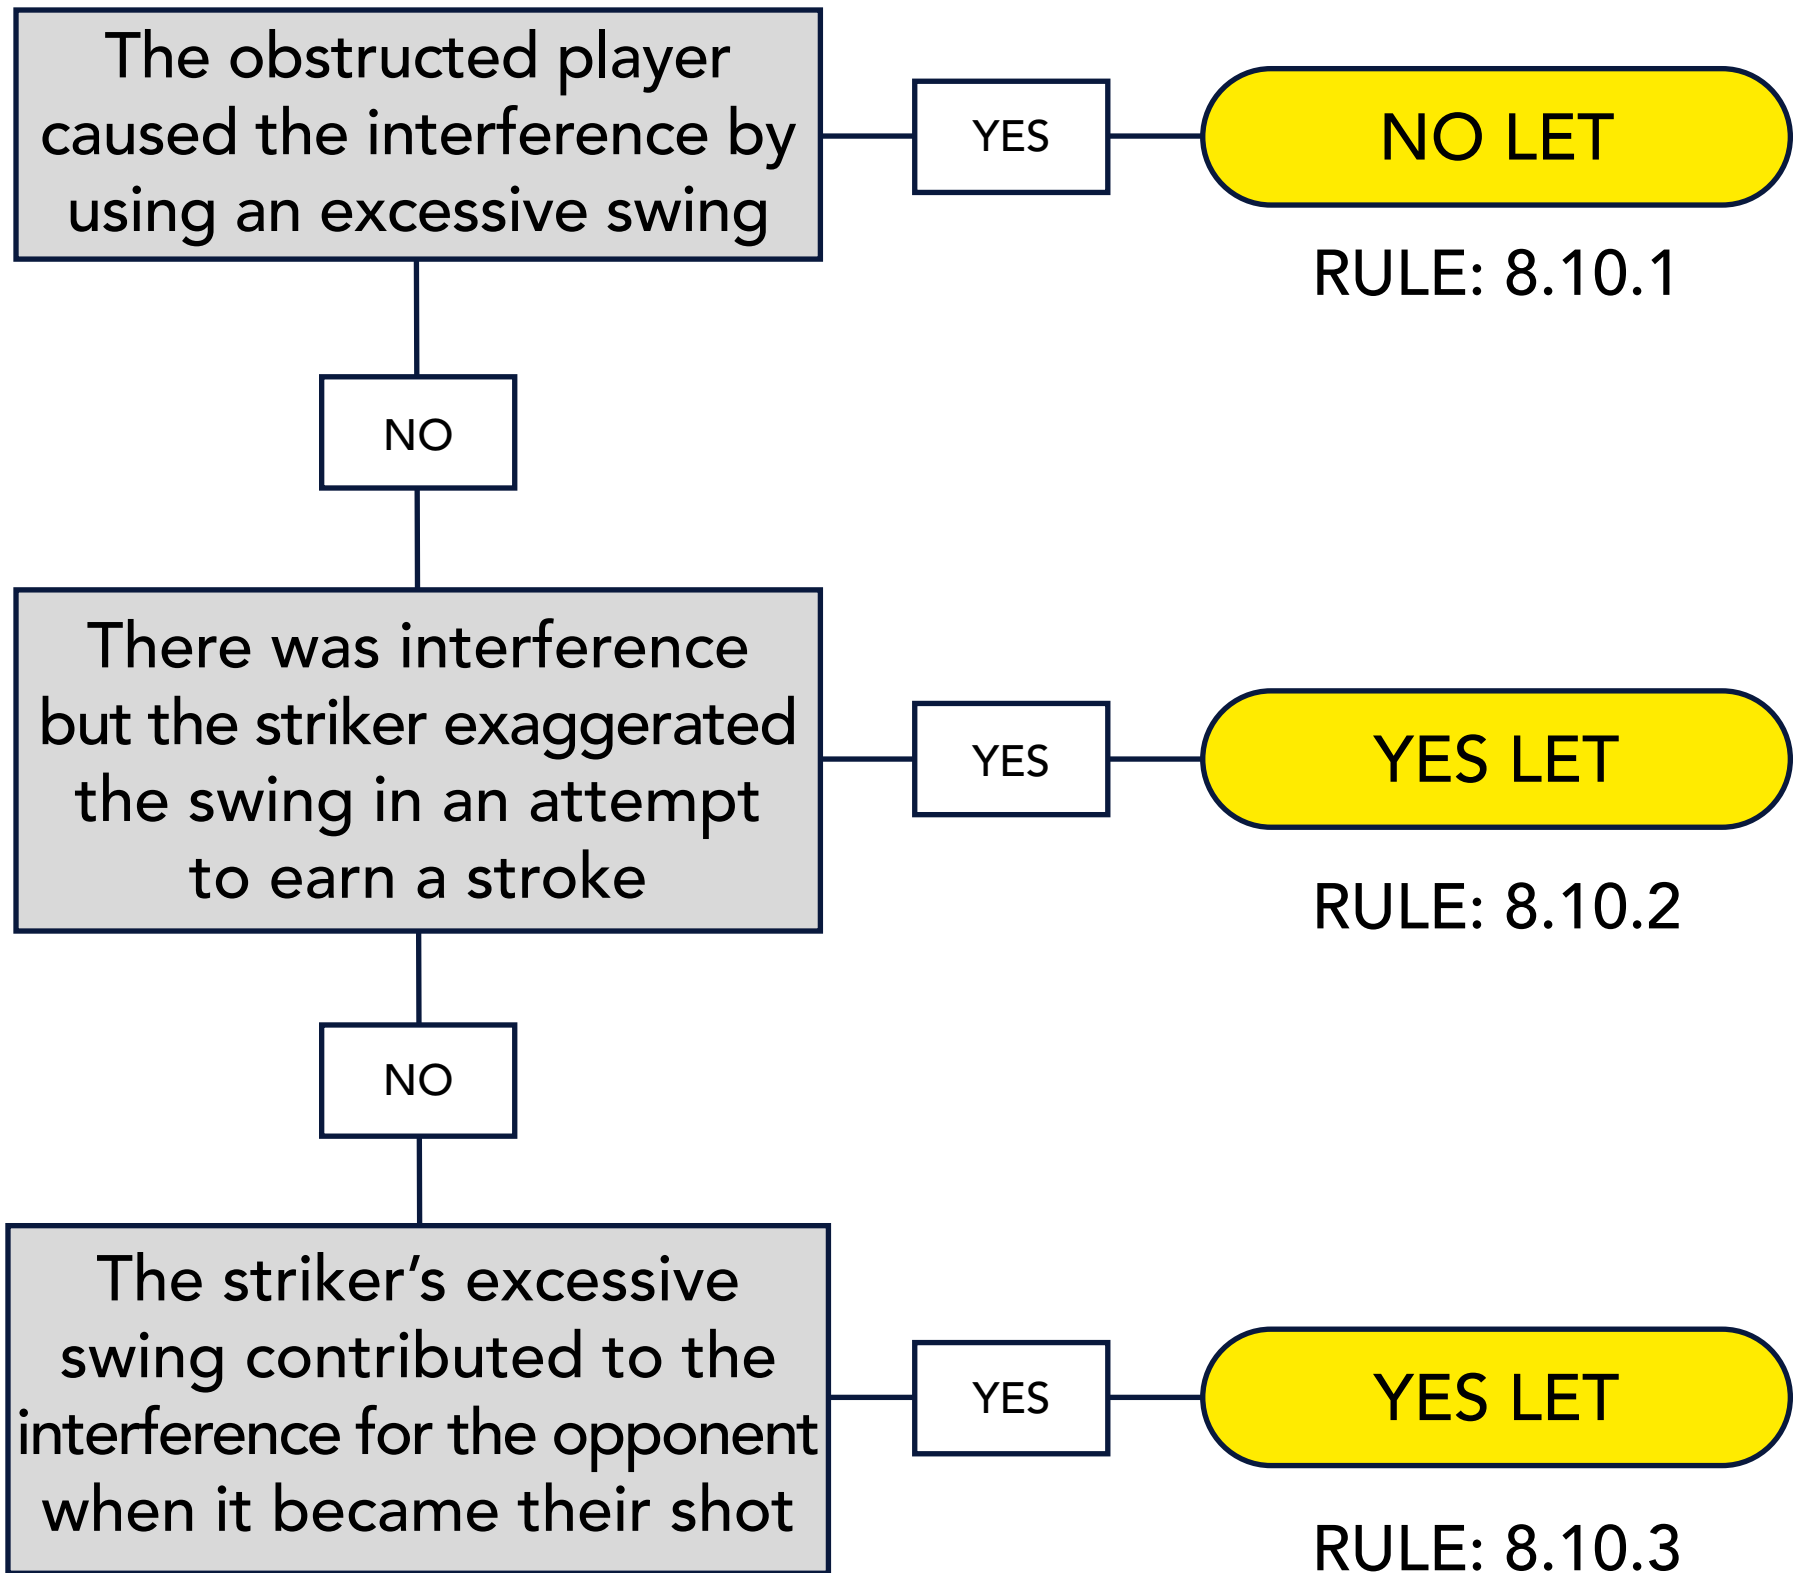 The obstructed player
caused the interference by
using an excessive swing
YES
NO LET
RULE: 8.10.1
NO
There was interference
but the striker exaggerated
the swing in an attempt
to earn a stroke
YES
YES LET
RULE: 8.10.2
NO
The striker’s excessive
swing contributed to the
interference for the opponent
when it became their shot
YES
YES LET
RULE: 8.10.3